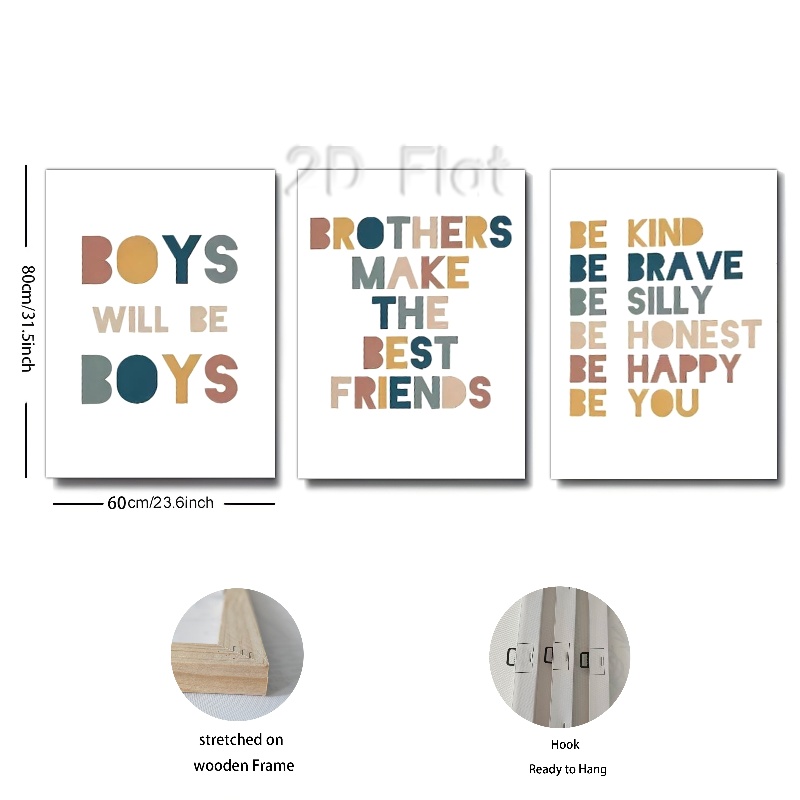 2D Flat
BOYS
WILL BE
BOYS
BROTHERS
MAKE
THE
BEST
FRIENDS
BE KIND
BE BRAVE
BE SILLY
BE HONEST
BE HAPPY
BE YOU
80cm/31.5inch
60cm/23.6inch
stretched on
wooden Frame
Hook
Ready to Hang